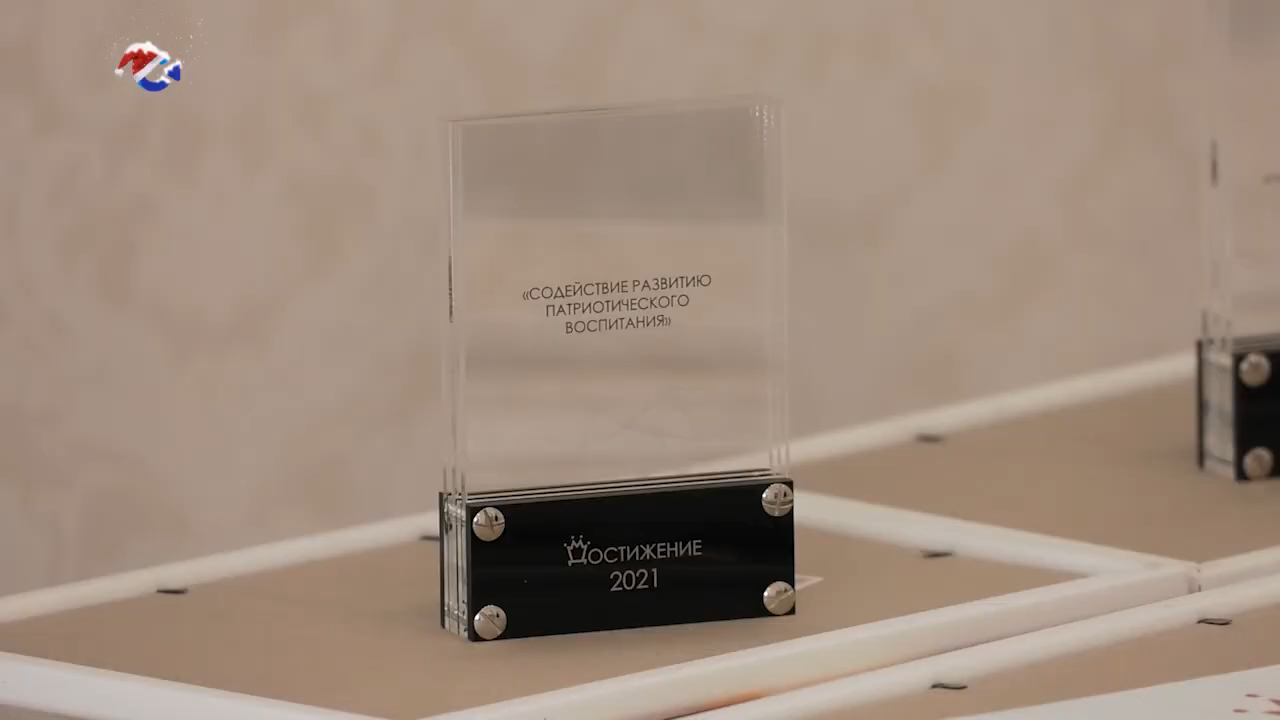 «СОДЕЙСТВИЕ РАЗВИТИЮ
ПАТРИОТИЧЕСКОГО
ВОСПИТАНИЯ»
ДОСТИЖЕНИЕ
2021